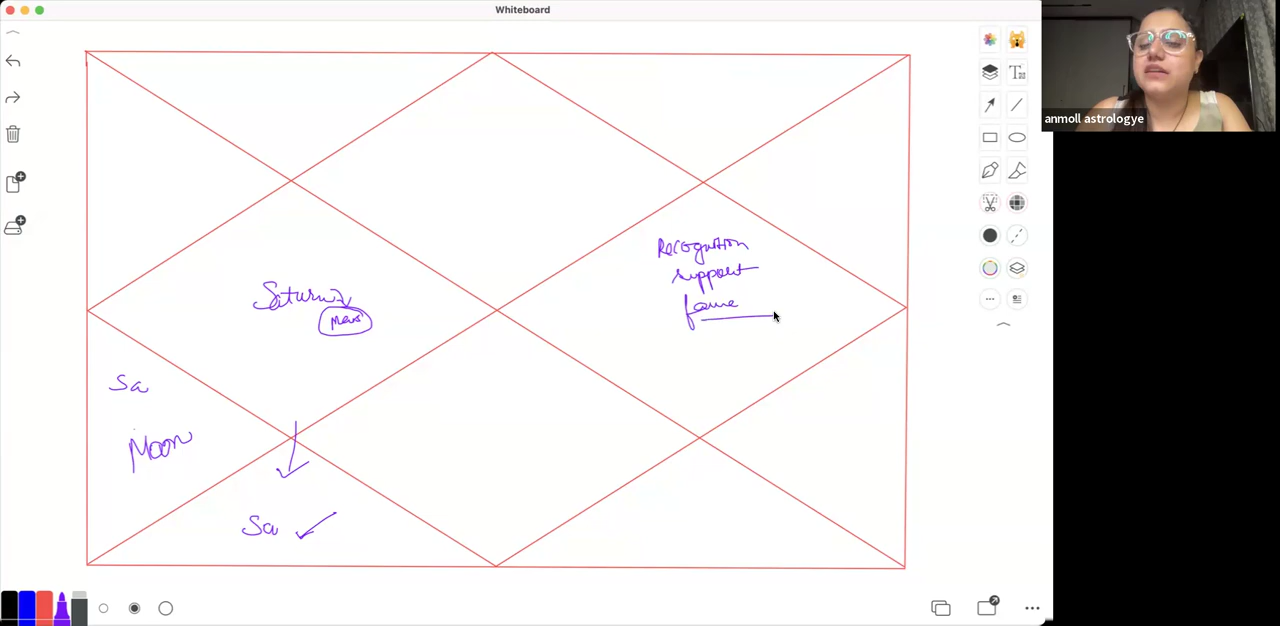 Whiteboard
anmoll astrologye
Recognition
support
fame
Saturn
Mars
Sa
Moon
Sa